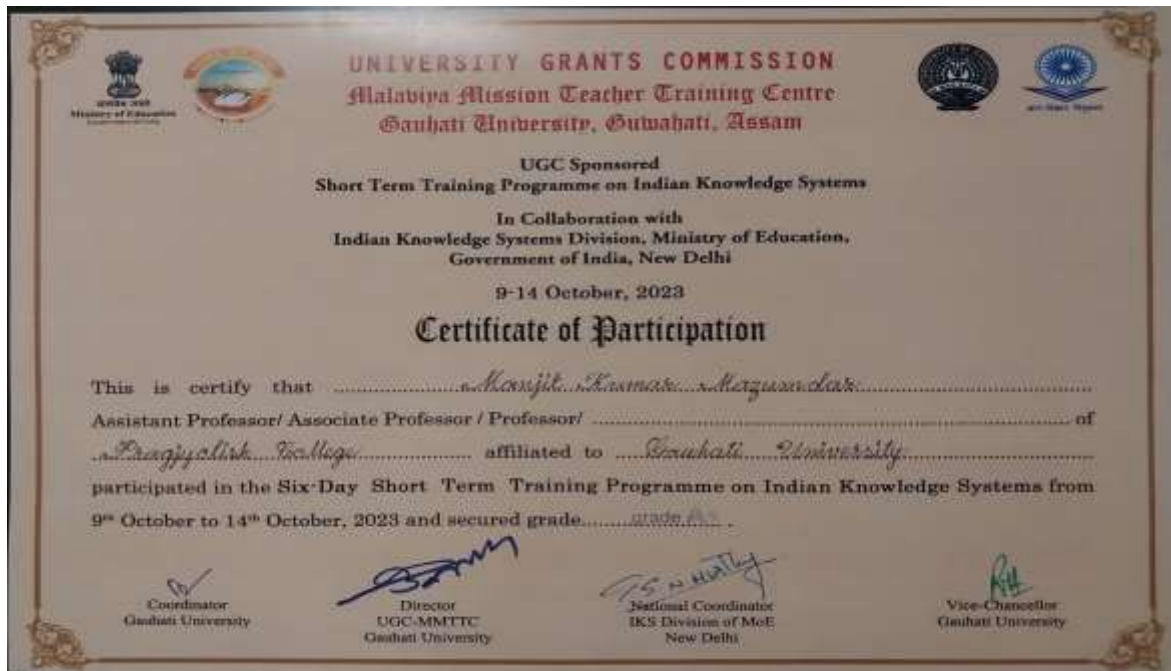 UNIVERSITY GRANTS COMMISSION
Malaviya Mission Teacher Training Centre
Gauhati University, Guwahati, Assam
Ministry of Education
UGC Sponsored
Short Term Training Programme on Indian Knowledge Systems
In Collaboration with
Indian Knowledge Systems Division, Ministry of Education,
Government of India, New Delhi
9-14 October, 2023
Certificate of Participation
This is certify that Manjit Kumar Mazumdar
Assistant Professor/ Associate Professor / Professor/ of
Pragjyotish College affiliated to Gauhati University
participated in the Six-Day Short Term Training Programme on Indian Knowledge Systems from
9th October to 14th October, 2023 and secured grade grade
Coordinator
Gauhati University
Director
UGC-MMTTC
Gauhati University
National Coordinator
IKS Division of MoE
New Delhi
Vice-Chancellor
Gauhati University